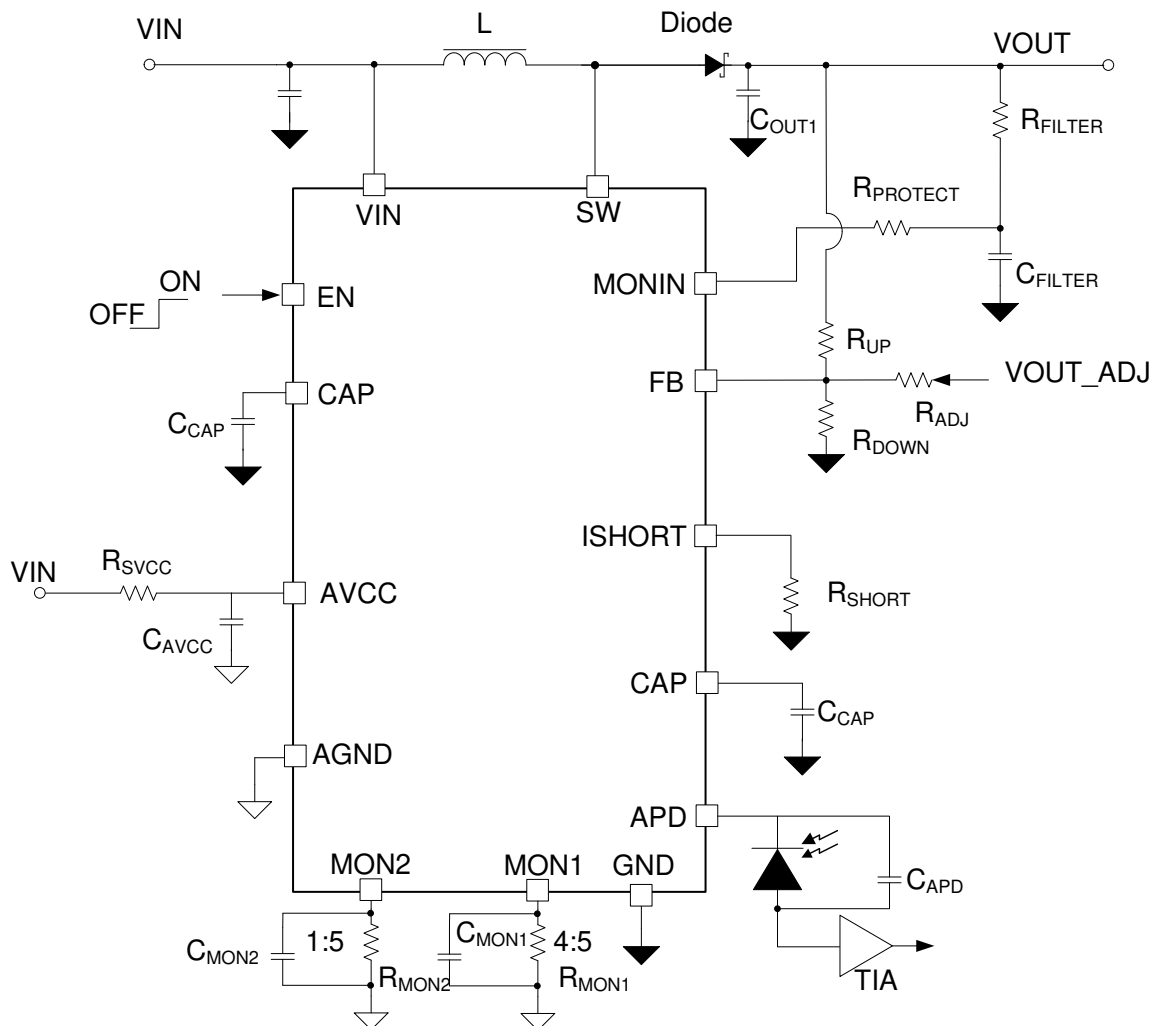 VIN
L
Diode
VOUT
COUT1
RFILTER
RPROTECT
VIN
SW
CFILTER
MONIN
ON
OFF
EN
RUP
FB
VOUT_ADJ
RADJ
CAP
CCAP
RDOWN
ISHORT
RSVCC
VIN
AVCC
RSHORT
CAVCC
CAP
CCAP
AGND
APD
MON2
MON1
GND
CAPD
CMON2
1:5
RMON2
CMON1
4:5
RMON1
TIA